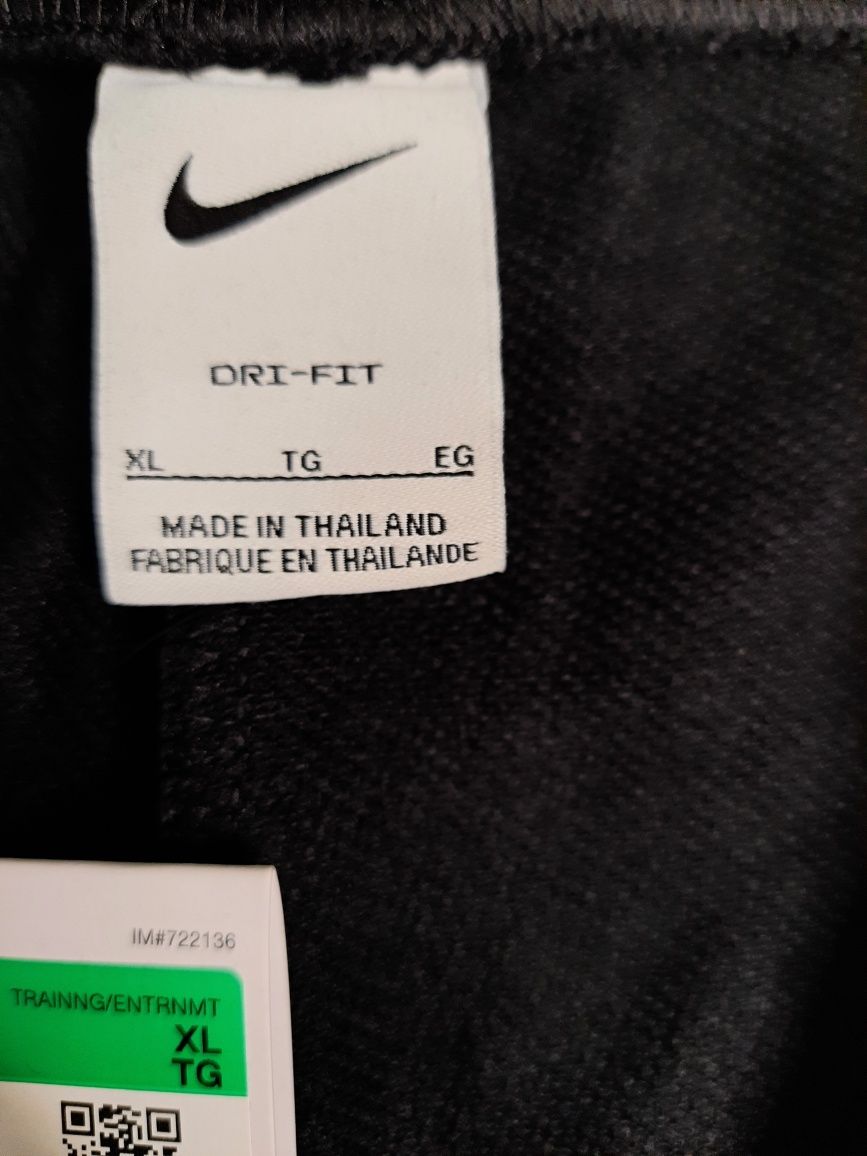 DRI-FIT
XL TG EG
MADE IN THAILAND
FABRIQUE EN THAILANDE
IM#722136
TRAINNG/ENTRNMT
XL
TG